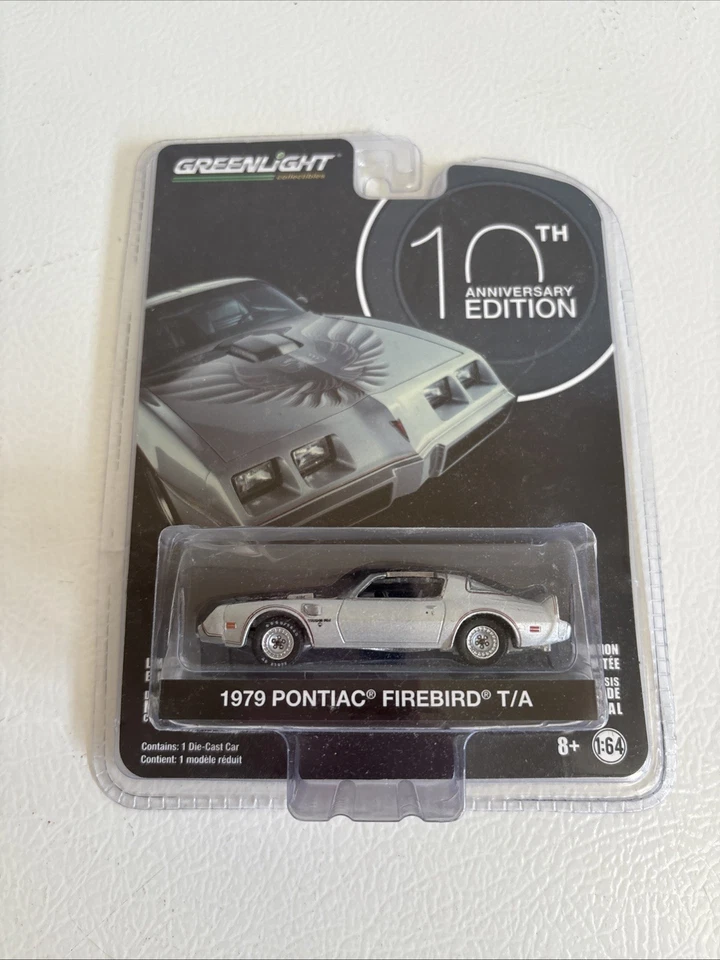 GREENLiGHT
collectibles
10TH
ANNIVERSARY
EDITION
1979 PONTIAC® FIREBIRD® T/A
Contains: 1 Die-Cast Car
Contient: 1 modèle réduit
8+
1:64